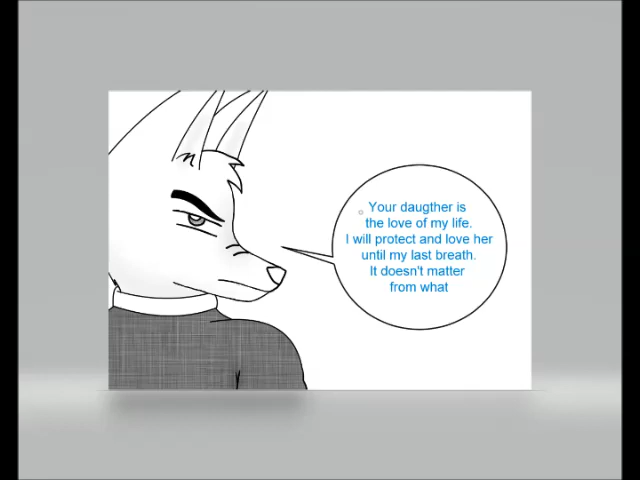 Your daugther is
the love of my life.
I will protect and love her
until my last breath.
It doesn't matter
from what